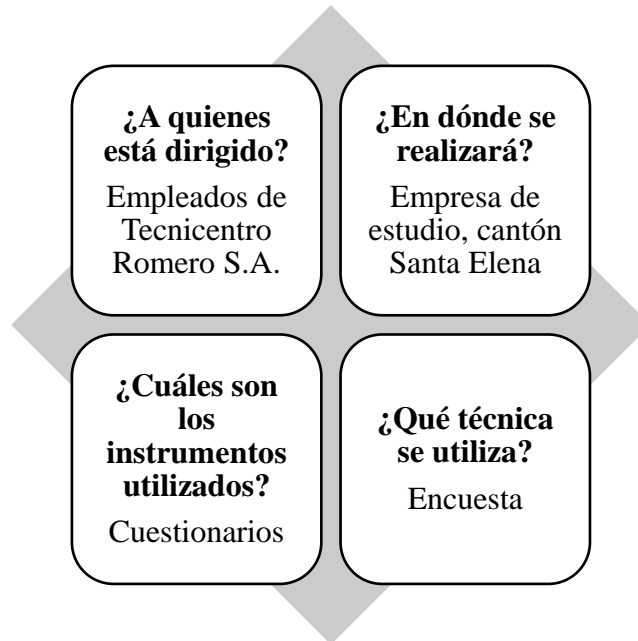 ¿A quienes
está dirigido?
Empleados de
Tecnicentro
Romero S.A.
¿En dónde se
realizará?
Empresa de
estudio, cantón
Santa Elena
¿Cuáles son
los
instrumentos
utilizados?
Cuestionarios
¿Qué técnica
se utiliza?
Encuesta